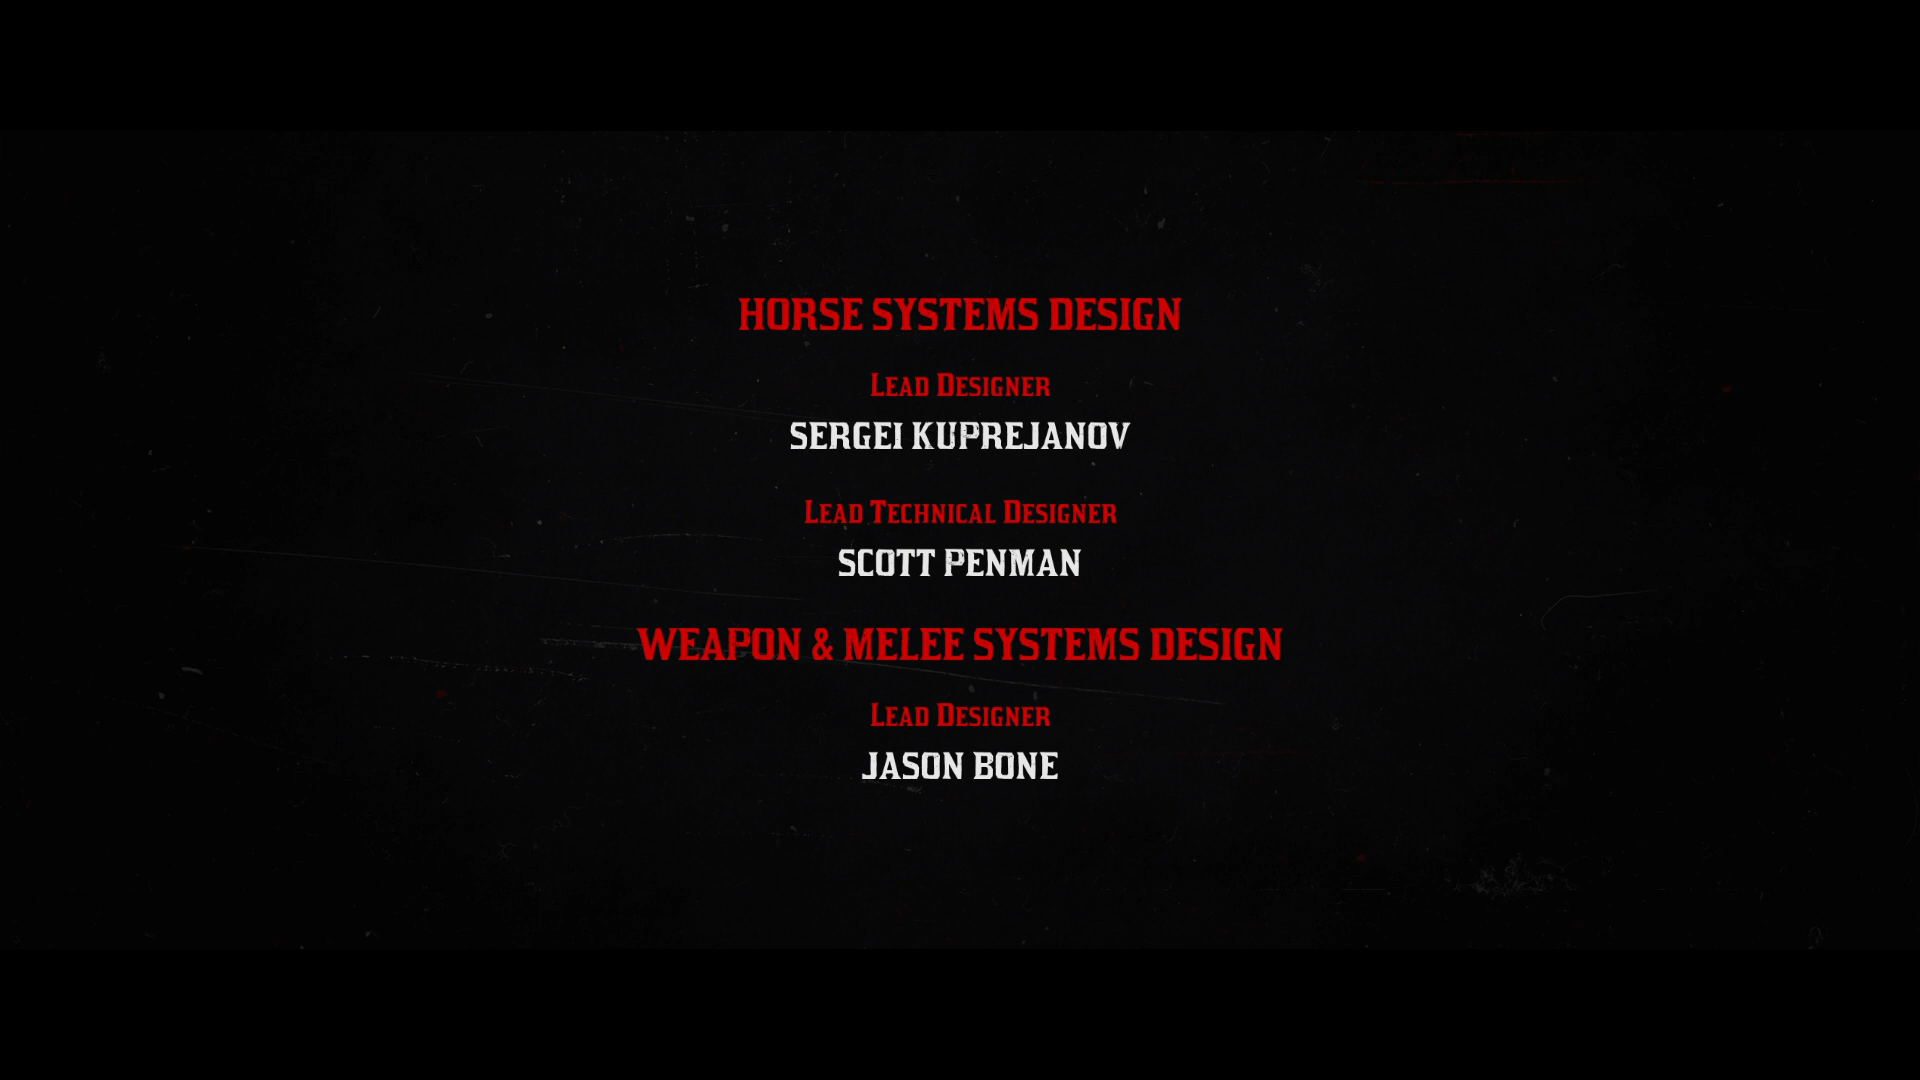 HORSE SYSTEMS DESIGN
LEAD DESIGNER
SERGEI KUPREJANOV
LEAD TECHNICAL DESIGNER
SCOTT PENMAN
WEAPON & MELEE SYSTEMS DESIGN
LEAD DESIGNER
JASON BONE